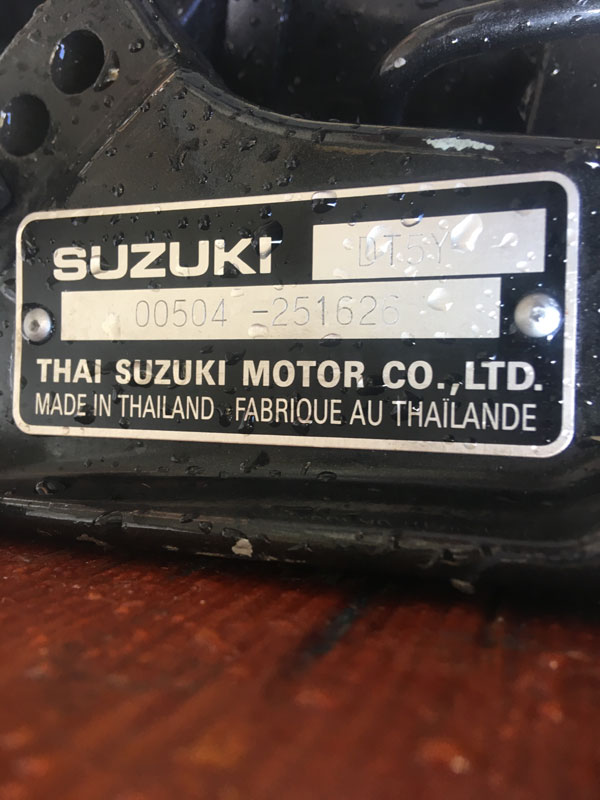 SUZUKI DT5Y
00504 -251626
THAI SUZUKI MOTOR CO.,LTD.
MADE IN THAILAND FABRIQUE AU THAÏLANDE